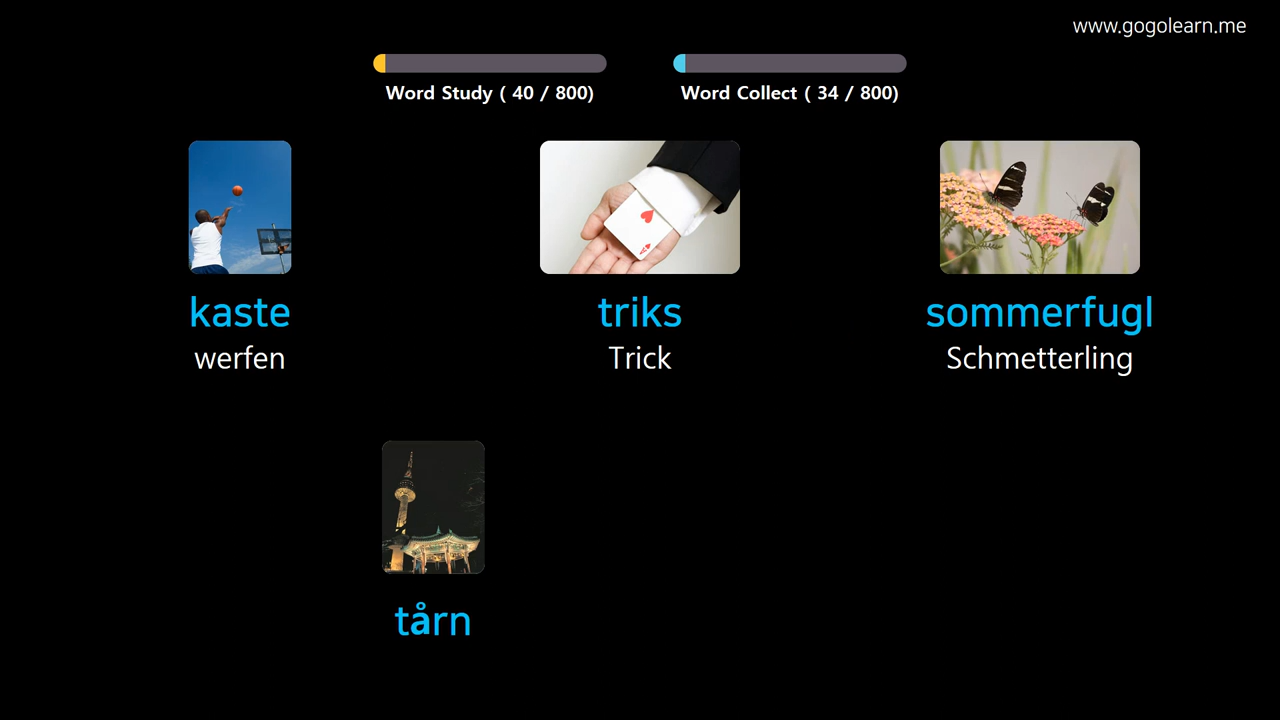 www.gogolearn.me
Word Study ( 40 / 800)
Word Collect ( 34 / 800)
kaste
werfen
triks
Trick
sommerfugl
Schmetterling
tårn